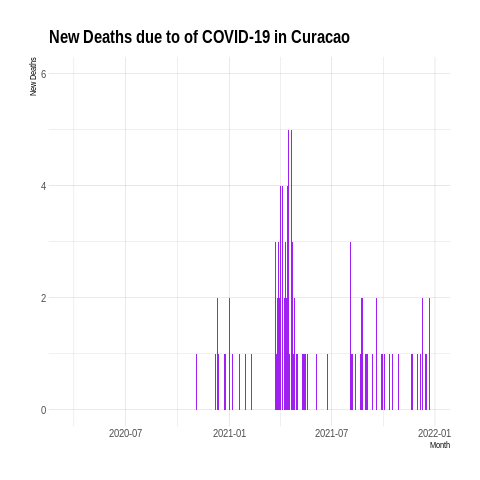 New Deaths due to of COVID-19 in Curacao
New Deaths
6
4
2
0
2020-07 2021-01 2021-07 2022-01
Month